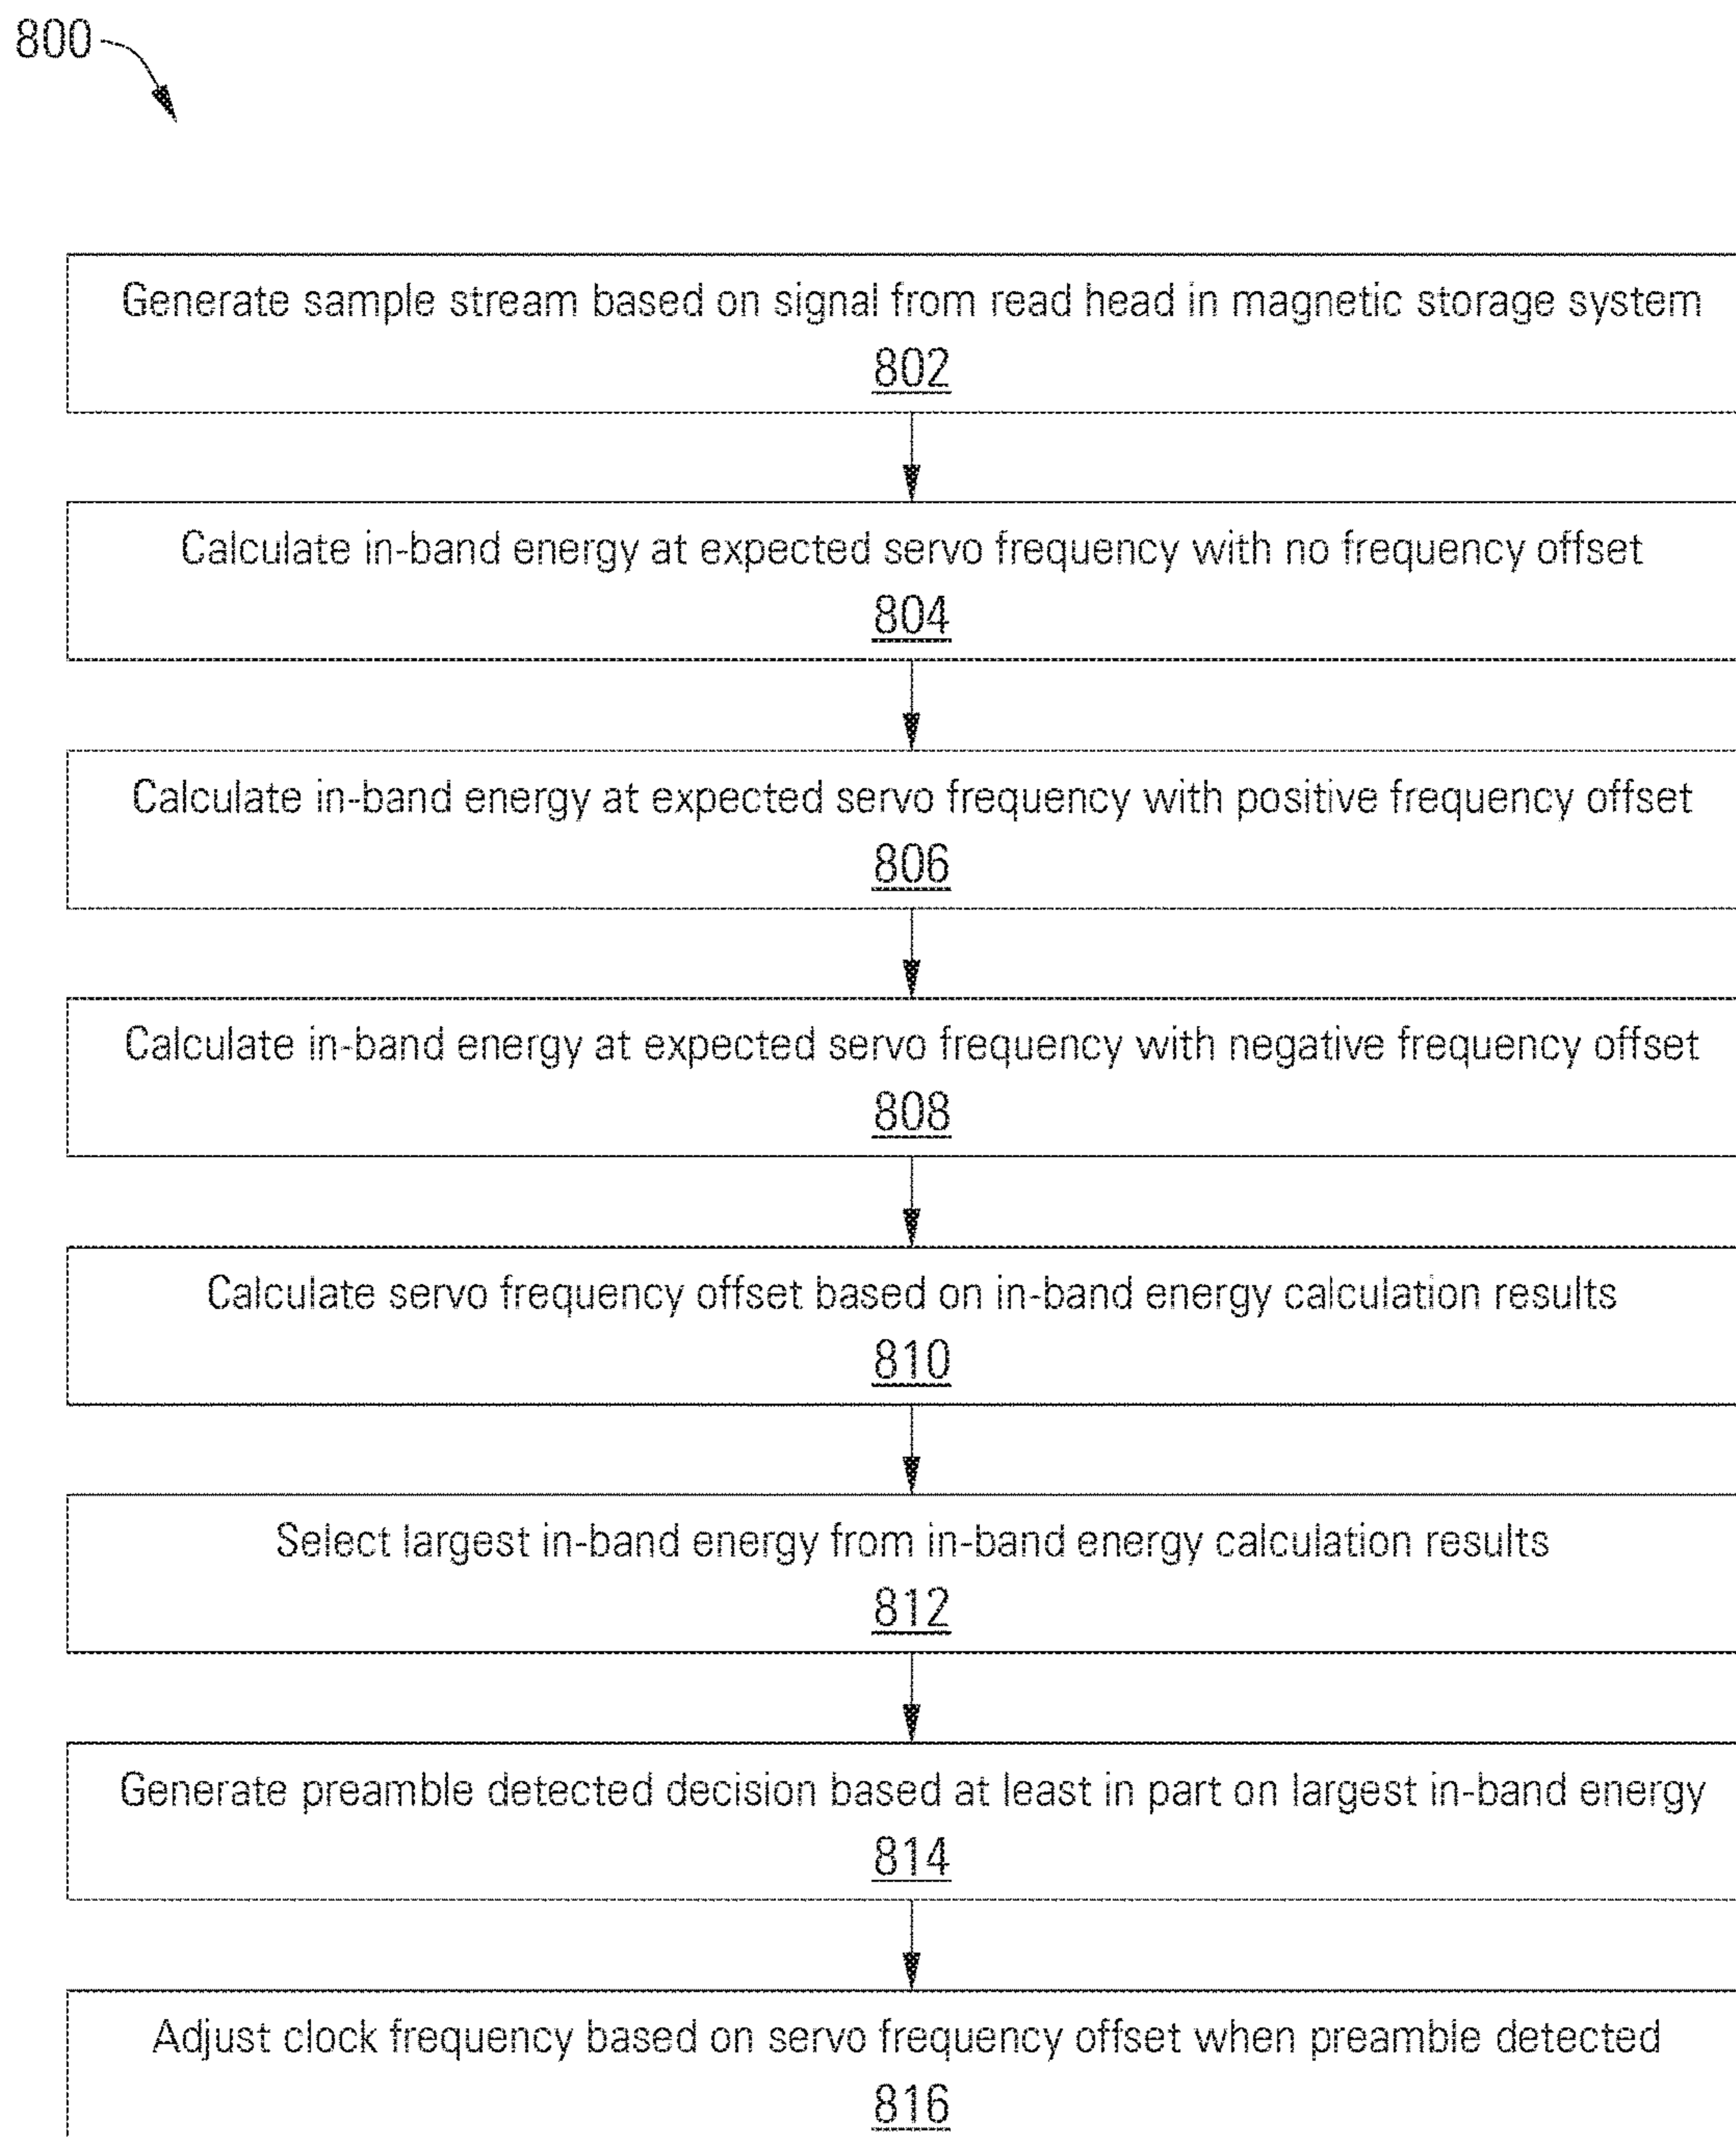 800
Generate sample stream based on signal from read head in magnetic storage system
802
Calculate in-band energy at expected servo frequency with no frequency offset
804
Calculate in-band energy at expected servo frequency with positive frequency offset
806
Calculate in-band energy at expected servo frequency with negative frequency offset
808
Calculate servo frequency offset based on in-band energy calculation results
810
Select largest in-band energy from in-band energy calculation results
812
Generate preamble detected decision based at least in part on largest in-band energy
814
Adjust clock frequency based on servo frequency offset when preamble detected
816